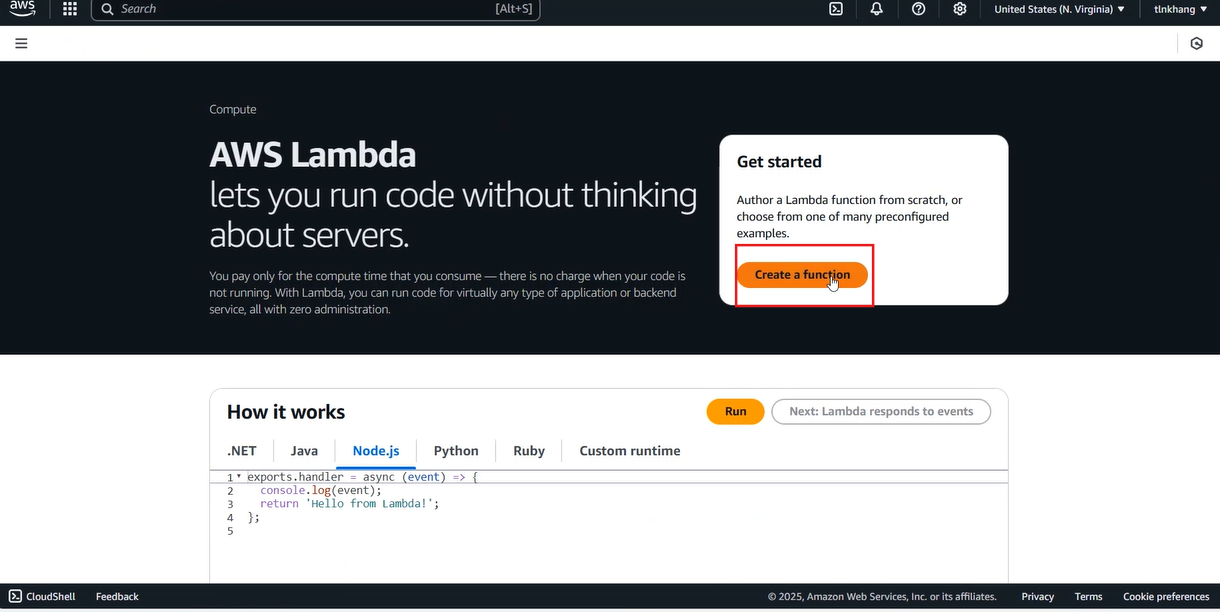 aws
Search
[Alt+S]
United States (N. Virginia)
tlnkhang
Compute
AWS Lambda
lets you run code without thinking
about servers.
You pay only for the compute time that you consume — there is no charge when your code is
not running. With Lambda, you can run code for virtually any type of application or backend
service, all with zero administration.
Get started
Author a Lambda function from scratch, or
choose from one of many preconfigured
examples.
Create a function
How it works
Run
Next: Lambda responds to events
.NET
Java
Node.js
Python
Ruby
Custom runtime
1 exports.handler = async (event) => {
2 console.log(event);
3 return 'Hello from Lambda!';
4 };
5
CloudShell
Feedback
© 2025, Amazon Web Services, Inc. or its affiliates.
Privacy
Terms
Cookie preferences